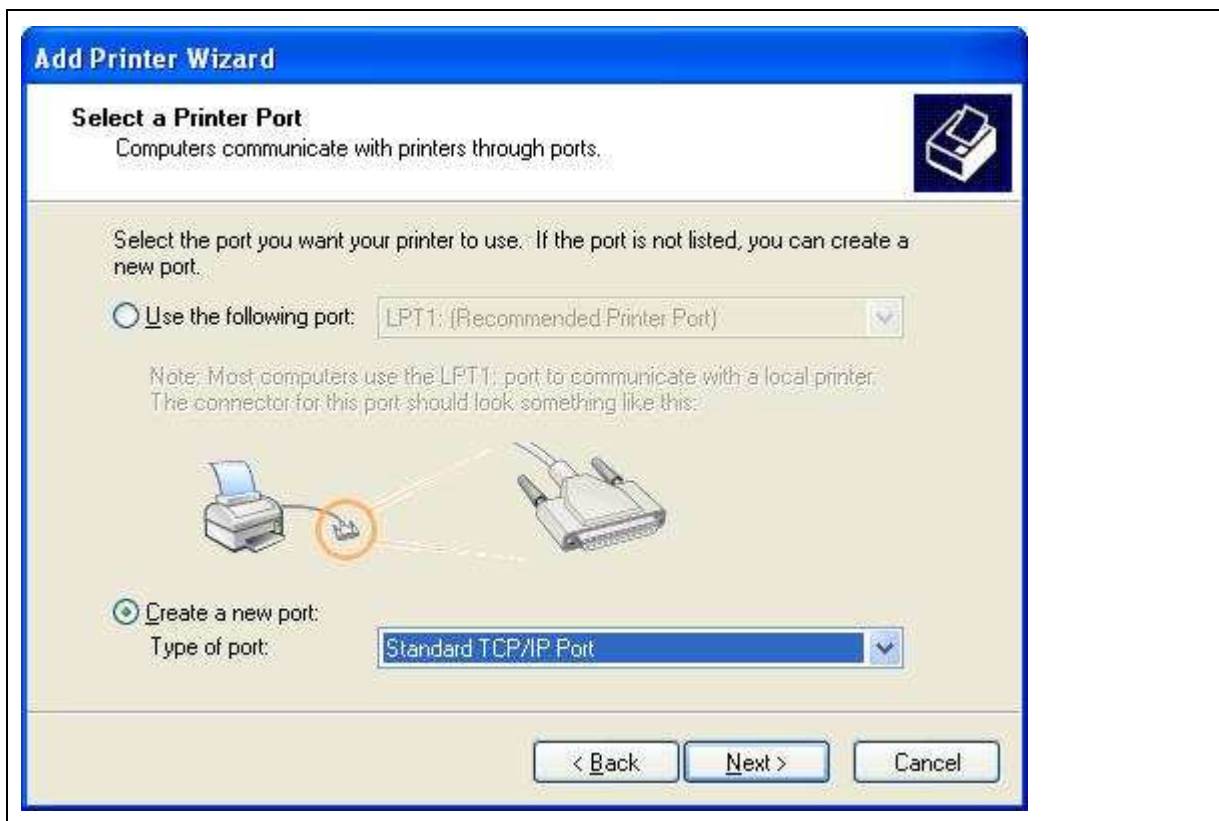 Add Printer Wizard
Select a Printer Port
Computers communicate with printers through ports.
Select the port you want your printer to use. If the port is not listed, you can create a
new port.
Use the following port: LPT1: (Recommended Printer Port)
Note: Most computers use the LPT1: port to communicate with a local printer.
The connector for this port should look something like this:
Create a new port:
Type of port: Standard TCP/IP Port
< Back Next > Cancel